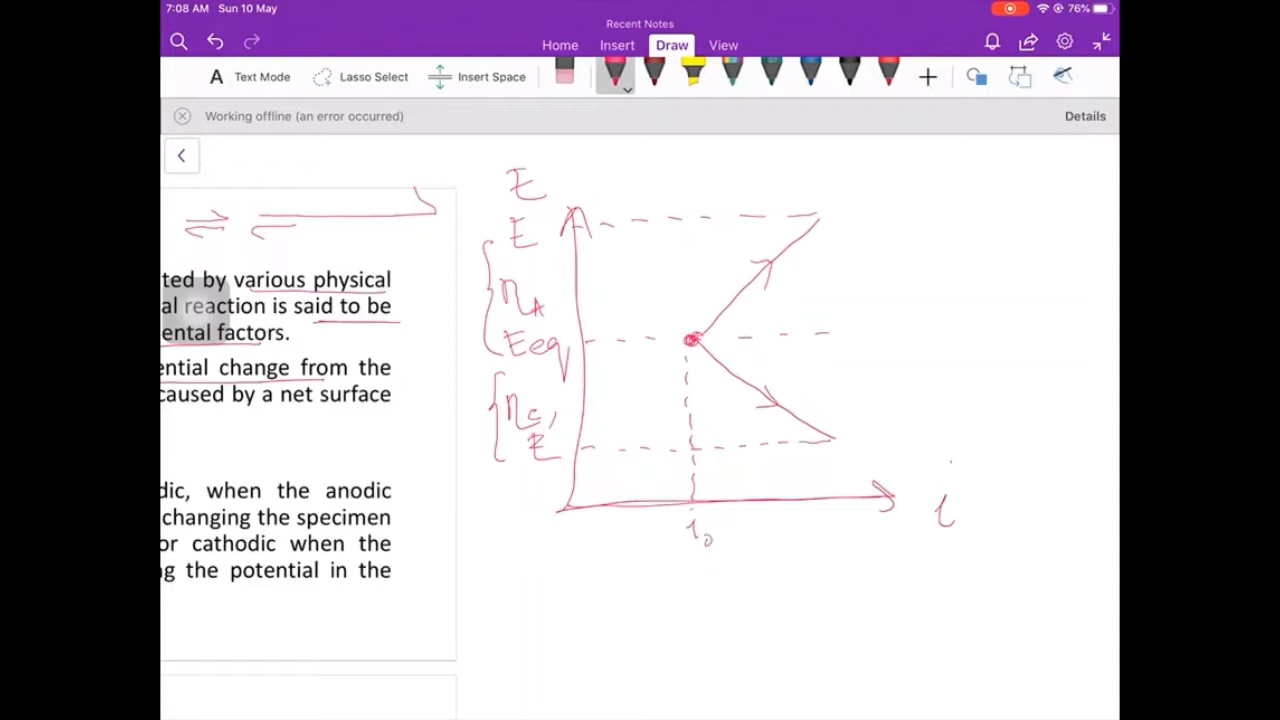 7:08 AM Sun 10 May
76%
Recent Notes
Home Insert Draw View
A Text Mode Lasso Select Insert Space
Working offline (an error occurred) Details
ted by various physical
al reaction is said to be
ental factors.
ential change from the
caused by a net surface
dic, when the anodic
changing the specimen
or cathodic when the
g the potential in the
E
E
ηA
Eeq
ηc,
E
i
i0